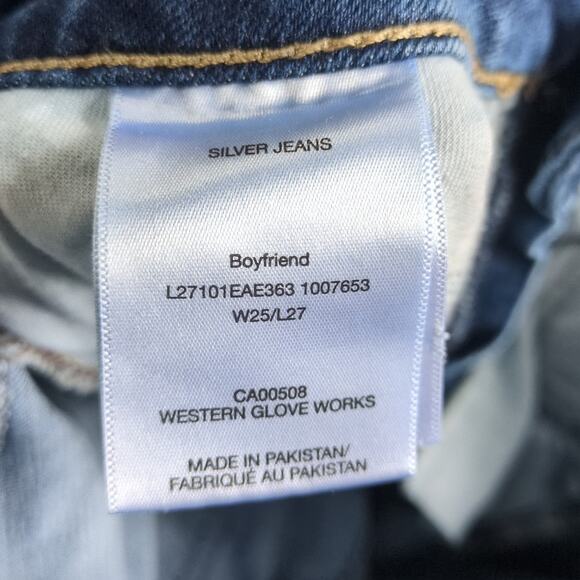 SILVER JEANS
Boyfriend
L27101EAE363 1007653
W25/L27
CA00508
WESTERN GLOVE WORKS
MADE IN PAKISTAN/
FABRIQUÉ AU PAKISTAN